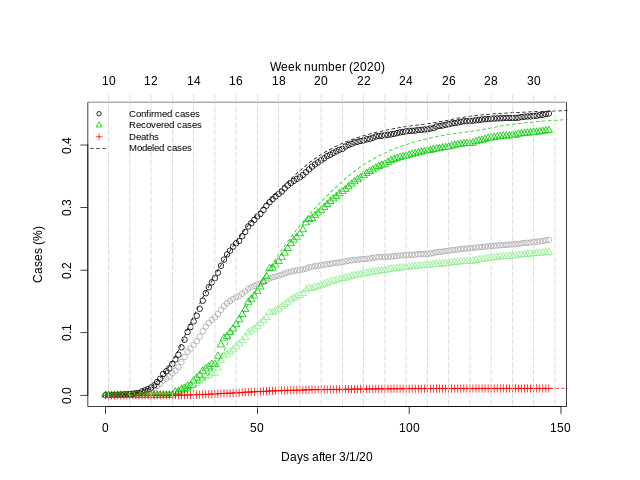 Week number (2020)
10 12 14 16 18 20 22 24 26 28 30
Confirmed cases
Recovered cases
Deaths
Modeled cases
Cases (%)
0.4
0.3
0.2
0.1
0.0
0 50 100 150
Days after 3/1/20